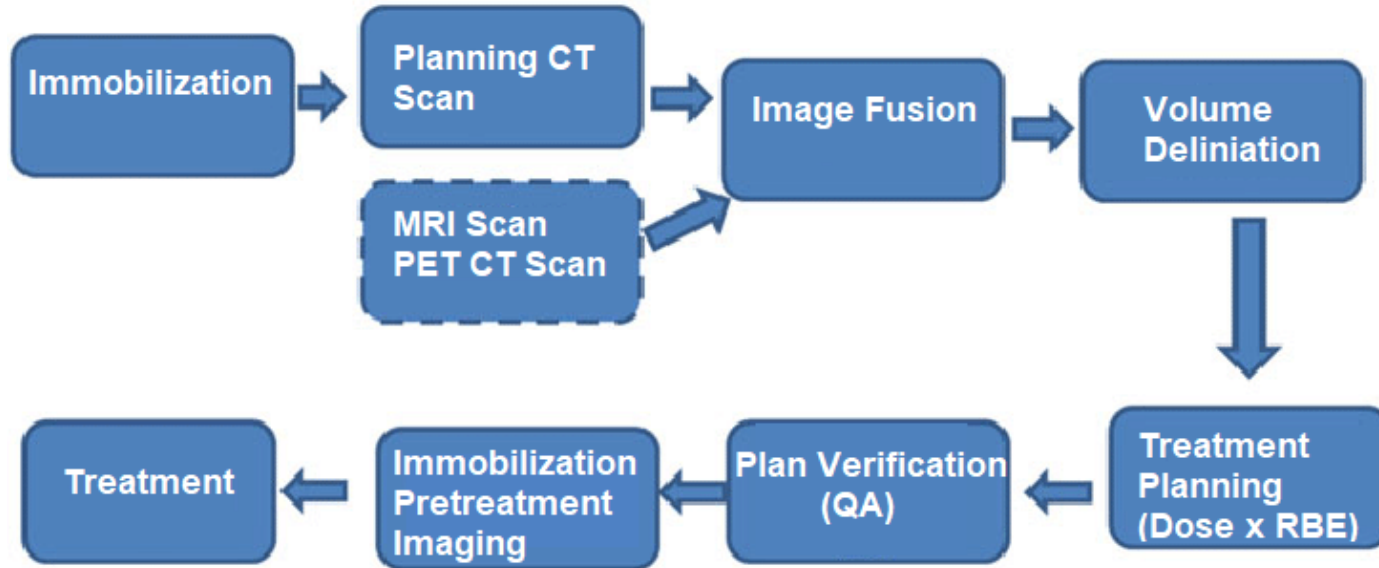 Immobilization
Planning CT
Scan
Image Fusion
Volume
Deliniation
MRI Scan
PET CT Scan
Treatment
Immobilization
Pretreatment
Imaging
Plan Verification
(QA)
Treatment
Planning
(Dose x RBE)